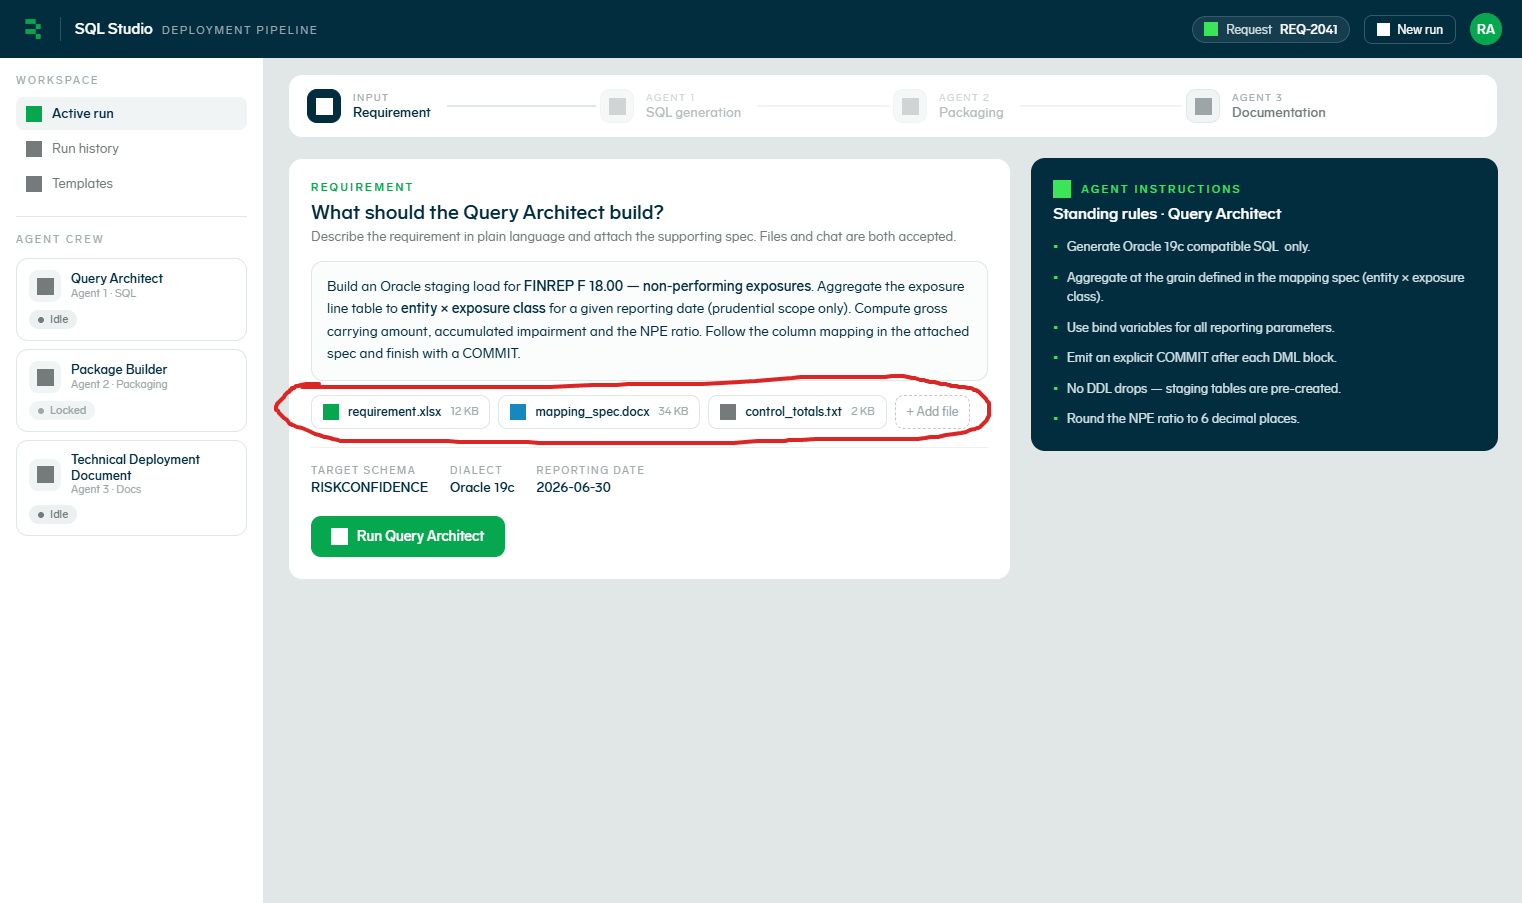 SQL Studio DEPLOYMENT PIPELINE
Request REQ-2041
New run
RA
WORKSPACE
Active run
Run history
Templates
AGENT CREW
Query Architect
Agent 1 · SQL
Idle
Package Builder
Agent 2 · Packaging
Locked
Technical Deployment
Document
Agent 3 · Docs
Idle
INPUT
Requirement
AGENT 1
SQL generation
AGENT 2
Packaging
AGENT 3
Documentation
REQUIREMENT
What should the Query Architect build?
Describe the requirement in plain language and attach the supporting spec. Files and chat are both accepted.
Build an Oracle staging load for FINREP F 18.00 — non-performing exposures. Aggregate the exposure
line table to entity × exposure class for a given reporting date (prudential scope only). Compute gross
carrying amount, accumulated impairment and the NPE ratio. Follow the column mapping in the attached
spec and finish with a COMMIT.
requirement.xlsx 12 KB
mapping_spec.docx 34 KB
control_totals.txt 2 KB
+ Add file
TARGET SCHEMA
RISKCONFIDENCE
DIALECT
Oracle 19c
REPORTING DATE
2026-06-30
Run Query Architect
AGENT INSTRUCTIONS
Standing rules · Query Architect
Generate Oracle 19c compatible SQL only.
Aggregate at the grain defined in the mapping spec (entity × exposure
class).
Use bind variables for all reporting parameters.
Emit an explicit COMMIT after each DML block.
No DDL drops — staging tables are pre-created.
Round the NPE ratio to 6 decimal places.